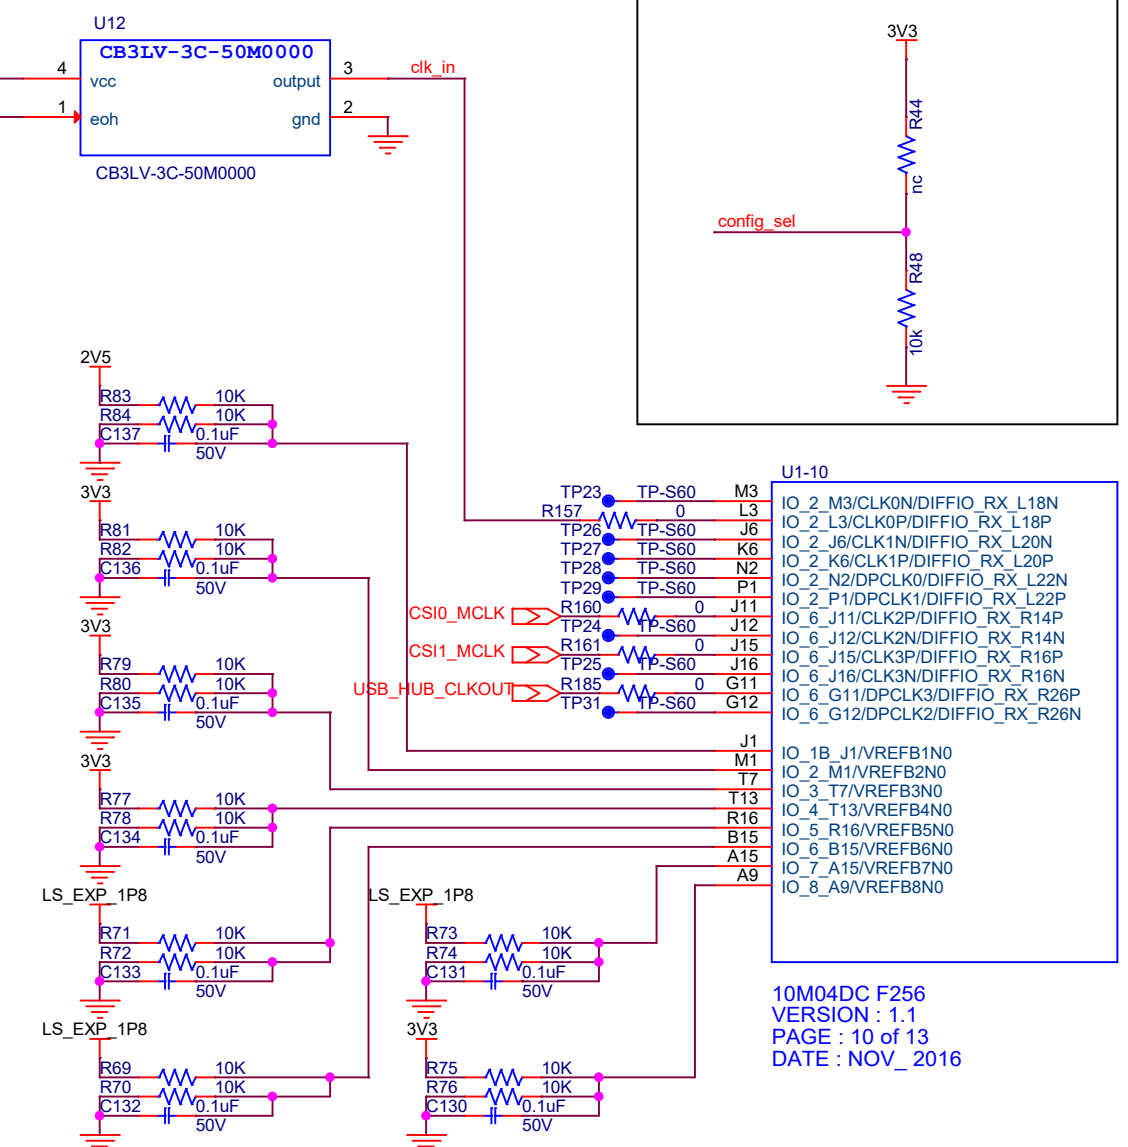 U12
CB3LV-3C-50M0000
4 vcc output 3 clk_in
1 eoh gnd 2
CB3LV-3C-50M0000
3V3
R44
nc
config_sel
R48
10k
2V5
R83 10K
R84 10K
C137 0.1uF
50V
3V3
R81 10K
R82 10K
C136 0.1uF
50V
3V3
R79 10K
R80 10K
C135 0.1uF
50V
3V3
R77 10K
R78 10K
C134 0.1uF
50V
LS_EXP_1P8
R71 10K
R72 10K
C133 0.1uF
50V
LS_EXP_1P8
R69 10K
R70 10K
C132 0.1uF
50V
LS_EXP_1P8
R73 10K
R74 10K
C131 0.1uF
50V
3V3
R75 10K
R76 10K
C130 0.1uF
50V
U1-10
TP23 TP-S60 M3 IO_2_M3/CLK0N/DIFFIO_RX_L18N
R157 0 L3 IO_2_L3/CLK0P/DIFFIO_RX_L18P
TP26 TP-S60 J6 IO_2_J6/CLK1N/DIFFIO_RX_L20N
TP27 TP-S60 K6 IO_2_K6/CLK1P/DIFFIO_RX_L20P
TP28 TP-S60 N2 IO_2_N2/DPCLK0/DIFFIO_RX_L22N
TP29 TP-S60 P1 IO_2_P1/DPCLK1/DIFFIO_RX_L22P
CSI0_MCLK R160 0 J11 IO_6_J11/CLK2P/DIFFIO_RX_R14P
TP24 TP-S60 J12 IO_6_J12/CLK2N/DIFFIO_RX_R14N
CSI1_MCLK R161 0 J15 IO_6_J15/CLK3P/DIFFIO_RX_R16P
TP25 TP-S60 J16 IO_6_J16/CLK3N/DIFFIO_RX_R16N
USB_HUB_CLKOUT R185 0 G11 IO_6_G11/DPCLK3/DIFFIO_RX_R26P
TP31 TP-S60 G12 IO_6_G12/DPCLK2/DIFFIO_RX_R26N
J1 IO_1B_J1/VREFB1N0
M1 IO_2_M1/VREFB2N0
T7 IO_3_T7/VREFB3N0
T13 IO_4_T13/VREFB4N0
R16 IO_5_R16/VREFB5N0
B15 IO_6_B15/VREFB6N0
A15 IO_7_A15/VREFB7N0
A9 IO_8_A9/VREFB8N0
10M04DC F256
VERSION : 1.1
PAGE : 10 of 13
DATE : NOV_ 2016